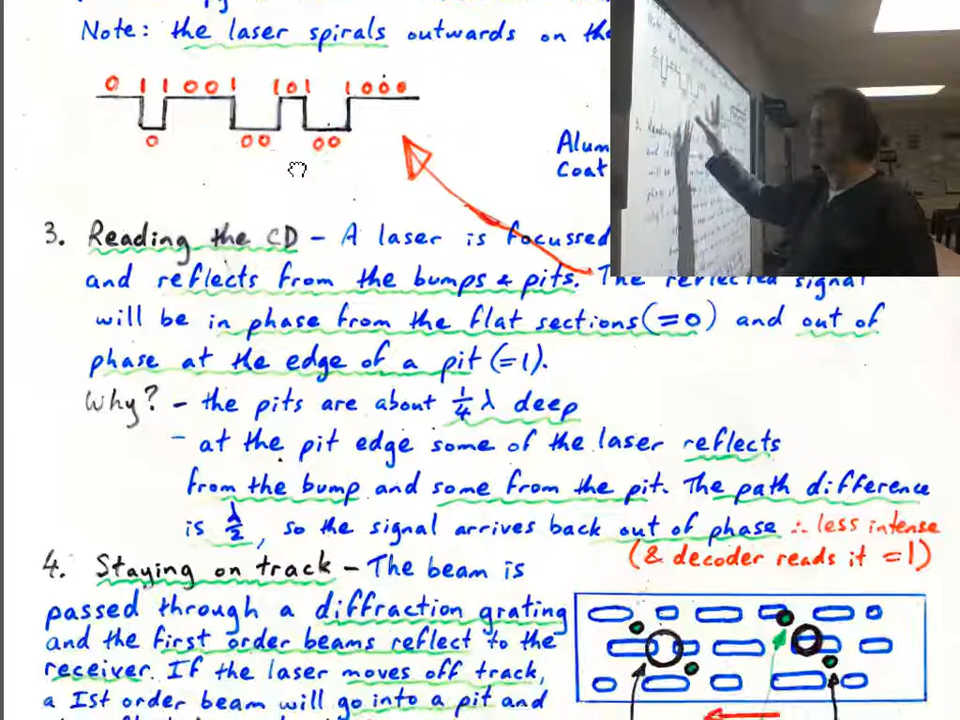 Note: the laser spirals outwards on the
0 1 1 0 0 1 1 0 1 1 0 0 0
0 0 0 0 0
Alum
Coat
3. Reading the CD - A laser is focussed
and reflects from the bumps & pits. The reflected signal
will be in phase from the flat sections (=0) and out of
phase at the edge of a pit (=1).
Why? - the pits are about 1/4 λ deep
- at the pit edge some of the laser reflects
from the bump and some from the pit. The path difference
is λ/2, so the signal arrives back out of phase ∴ less intense
(& decoder reads it =1)
4. Staying on track - The beam is
passed through a diffraction grating
and the first order beams reflect to the
receiver. If the laser moves off track,
a 1st order beam will go into a pit and